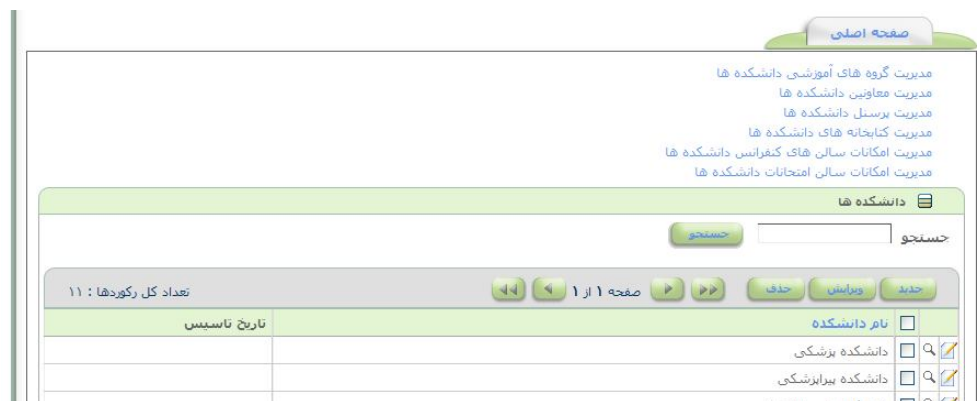 صفحه اصلی
مدیریت گروه های آموزشی دانشکده ها
مدیریت معاونین دانشکده ها
مدیریت پرسنل دانشکده ها
مدیریت کتابخانه های دانشکده ها
مدیریت امکانات سالن های کنفرانس دانشکده ها
مدیریت امکانات سالن امتحانات دانشکده ها
دانشکده ها
جستجو جستجو
جدید ویرایش حذف صفحه ۱ از ۱ تعداد کل رکوردها : ۱۱
نام دانشکده تاریخ تاسیس
دانشکده پزشکی
دانشکده پیراپزشکی